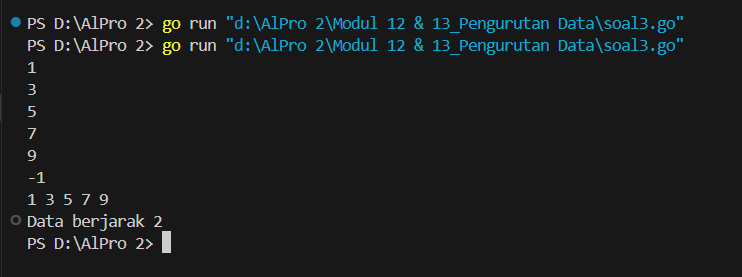 PS D:\AlPro 2> go run "d:\AlPro 2\Modul 12 & 13_Pengurutan Data\soal3.go"
PS D:\AlPro 2> go run "d:\AlPro 2\Modul 12 & 13_Pengurutan Data\soal3.go"
1
3
5
7
9
-1
1 3 5 7 9
Data berjarak 2
PS D:\AlPro 2>